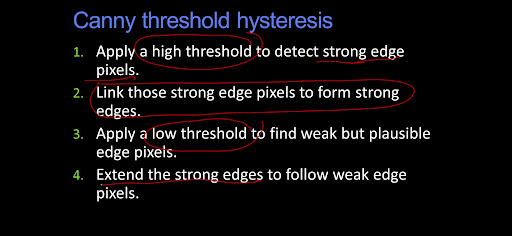 Canny threshold hysteresis
1. Apply a high threshold to detect strong edge
pixels.
2. Link those strong edge pixels to form strong
edges.
3. Apply a low threshold to find weak but plausible
edge pixels.
4. Extend the strong edges to follow weak edge
pixels.